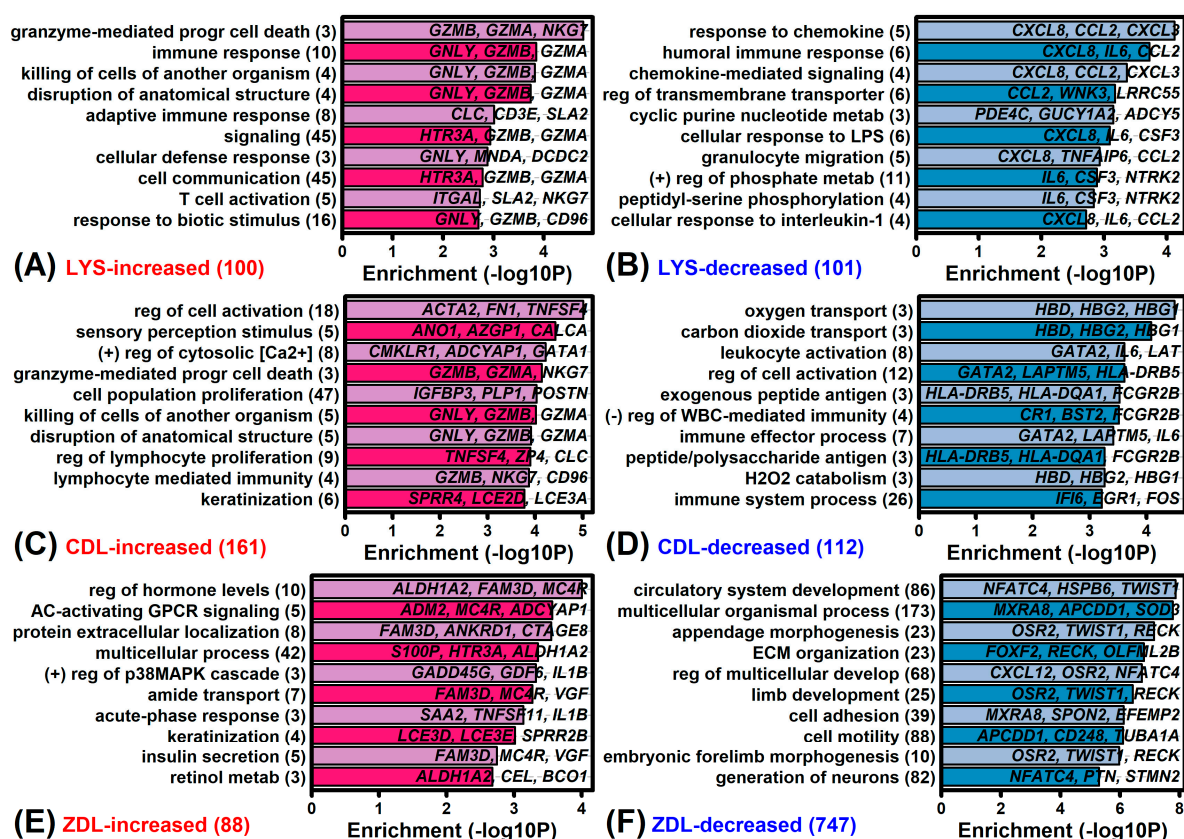 granzyme-mediated progr cell death (3) GZMB, GZMA, NKG7
immune response (10) GNLY, GZMB, GZMA
killing of cells of another organism (4) GNLY, GZMB, GZMA
disruption of anatomical structure (4) GNLY, GZMB, GZMA
adaptive immune response (8) CLC, CD3E, SLA2
signaling (45) HTR3A, GZMB, GZMA
cellular defense response (3) GNLY, MNDA, DCDC2
cell communication (45) HTR3A, GZMB, GZMA
T cell activation (5) ITGAL, SLA2, NKG7
response to biotic stimulus (16) GNLY, GZMB, CD96
0 1 2 3 4
(A) LYS-increased (100) Enrichment (-log10P)
response to chemokine (5) CXCL8, CCL2, CXCL3
humoral immune response (6) CXCL8, IL6, CCL2
chemokine-mediated signaling (4) CXCL8, CCL2, CXCL3
reg of transmembrane transporter (6) CCL2, WNK3, LRRC55
cyclic purine nucleotide metab (3) PDE4C, GUCY1A2, ADCY5
cellular response to LPS (6) CXCL8, IL6, CSF3
granulocyte migration (5) CXCL8, TNFAIP6, CCL2
(+) reg of phosphate metab (11) IL6, CSF3, NTRK2
peptidyl-serine phosphorylation (4) IL6, CSF3, NTRK2
cellular response to interleukin-1 (4) CXCL8, IL6, CCL2
0 1 2 3 4
(B) LYS-decreased (101) Enrichment (-log10P)
reg of cell activation (18) ACTA2, FN1, TNFSF4
sensory perception stimulus (5) ANO1, AZGP1, CALCA
(+) reg of cytosolic [Ca2+] (8) CMKLR1, ADCYAP1, GATA1
granzyme-mediated progr cell death (3) GZMB, GZMA, NKG7
cell population proliferation (47) IGFBP3, PLP1, POSTN
killing of cells of another organism (5) GNLY, GZMB, GZMA
disruption of anatomical structure (5) GNLY, GZMB, GZMA
reg of lymphocyte proliferation (9) TNFSF4, ZP4, CLC
lymphocyte mediated immunity (4) GZMB, NKG7, CD96
keratinization (6) SPRR4, LCE2D, LCE3A
0 1 2 3 4 5
(C) CDL-increased (161) Enrichment (-log10P)
oxygen transport (3) HBD, HBG2, HBG1
carbon dioxide transport (3) HBD, HBG2, HBG1
leukocyte activation (8) GATA2, IL6, LAT
reg of cell activation (12) GATA2, LAPTM5, HLA-DRB5
exogenous peptide antigen (3) HLA-DRB5, HLA-DQA1, FCGR2B
(-) reg of WBC-mediated immunity (4) CR1, BST2, FCGR2B
immune effector process (7) GATA2, LAPTM5, IL6
peptide/polysaccharide antigen (3) HLA-DRB5, HLA-DQA1, FCGR2B
H2O2 catabolism (3) HBD, HBG2, HBG1
immune system process (26) IFI6, EGR1, FOS
0 1 2 3 4
(D) CDL-decreased (112) Enrichment (-log10P)
reg of hormone levels (10) ALDH1A2, FAM3D, MC4R
AC-activating GPCR signaling (5) ADM2, MC4R, ADCYAP1
protein extracellular localization (8) FAM3D, ANKRD1, CTAGE8
multicellular process (42) S100P, HTR3A, ALDH1A2
(+) reg of p38MAPK cascade (3) GADD45G, GDF6, IL1B
amide transport (7) FAM3D, MC4R, VGF
acute-phase response (3) SAA2, TNFSF11, IL1B
keratinization (4) LCE3D, LCE3E, SPRR2B
insulin secretion (5) FAM3D, MC4R, VGF
retinol metab (3) ALDH1A2, CEL, BCO1
0 1 2 3 4
(E) ZDL-increased (88) Enrichment (-log10P)
circulatory system development (86) NFATC4, HSPB6, TWIST1
multicellular organismal process (173) MXRA8, APCDD1, SOD3
appendage morphogenesis (23) OSR2, TWIST1, RECK
ECM organization (23) FOXF2, RECK, OLFML2B
reg of multicellular develop (68) CXCL12, OSR2, NFATC4
limb development (25) OSR2, TWIST1, RECK
cell adhesion (39) MXRA8, SPON2, EFEMP2
cell motility (88) APCDD1, CD248, TUBA1A
embryonic forelimb morphogenesis (10) OSR2, TWIST1, RECK
generation of neurons (82) NFATC4, PTN, STMN2
0 2 4 6 8
(F) ZDL-decreased (747) Enrichment (-log10P)